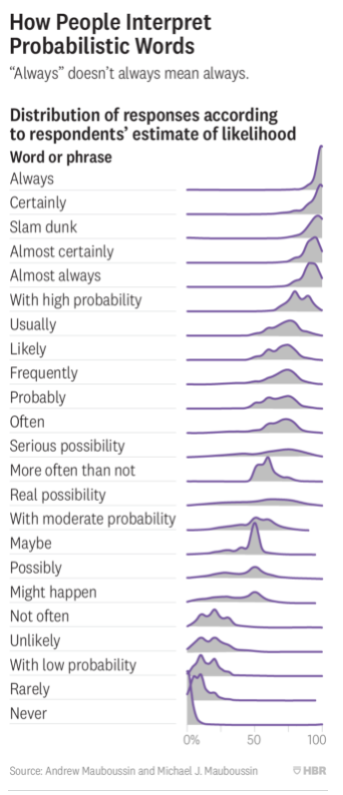 How People Interpret
Probabilistic Words
“Always” doesn’t always mean always.
Distribution of responses according
to respondents’ estimate of likelihood
Word or phrase
Always
Certainly
Slam dunk
Almost certainly
Almost always
With high probability
Usually
Likely
Frequently
Probably
Often
Serious possibility
More often than not
Real possibility
With moderate probability
Maybe
Possibly
Might happen
Not often
Unlikely
With low probability
Rarely
Never
0% 50 100
Source: Andrew Mauboussin and Michael J. Mauboussin HBR